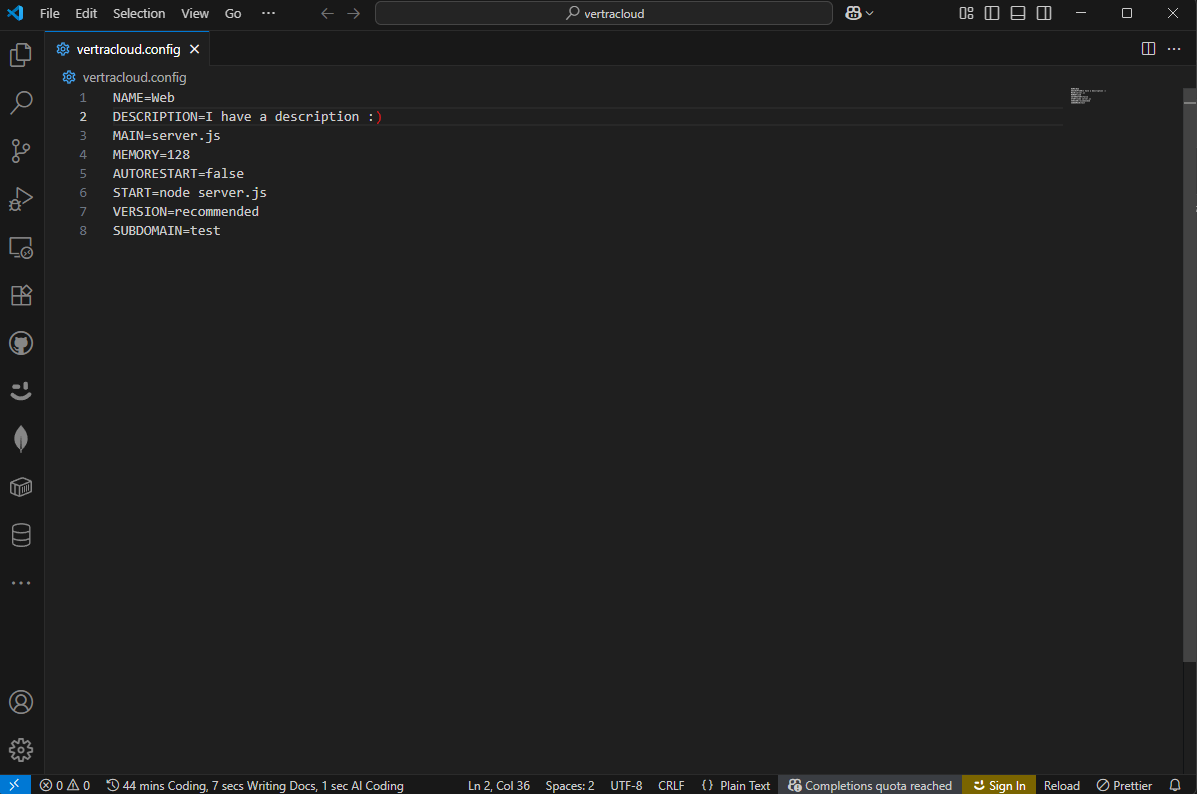 File Edit Selection View Go ···
vertracloud
vertracloud.config
vertracloud.config
1 NAME=Web
2 DESCRIPTION=I have a description :)
3 MAIN=server.js
4 MEMORY=128
5 AUTORESTART=false
6 START=node server.js
7 VERSION=recommended
8 SUBDOMAIN=test
0 0 44 mins Coding, 7 secs Writing Docs, 1 sec AI Coding Ln 2, Col 36 Spaces: 2 UTF-8 CRLF { } Plain Text Completions quota reached Sign In Reload Prettier